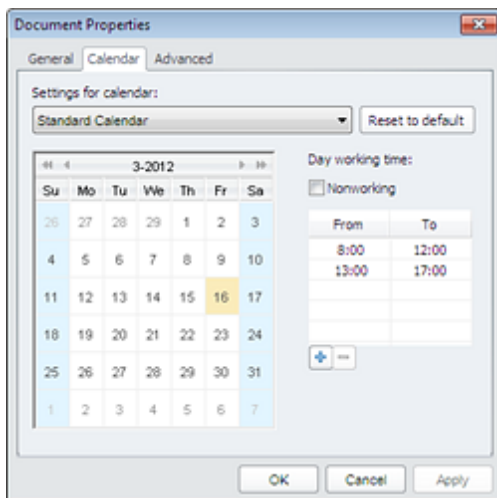 Document Properties
General Calendar Advanced
Settings for calendar:
Standard Calendar Reset to default
3-2012
Su Mo Tu We Th Fr Sa
26 27 28 29 1 2 3
4 5 6 7 8 9 10
11 12 13 14 15 16 17
18 19 20 21 22 23 24
25 26 27 28 29 30 31
1 2 3 4 5 6 7
Day working time:
Nonworking
From To
8:00 12:00
13:00 17:00
OK Cancel Apply